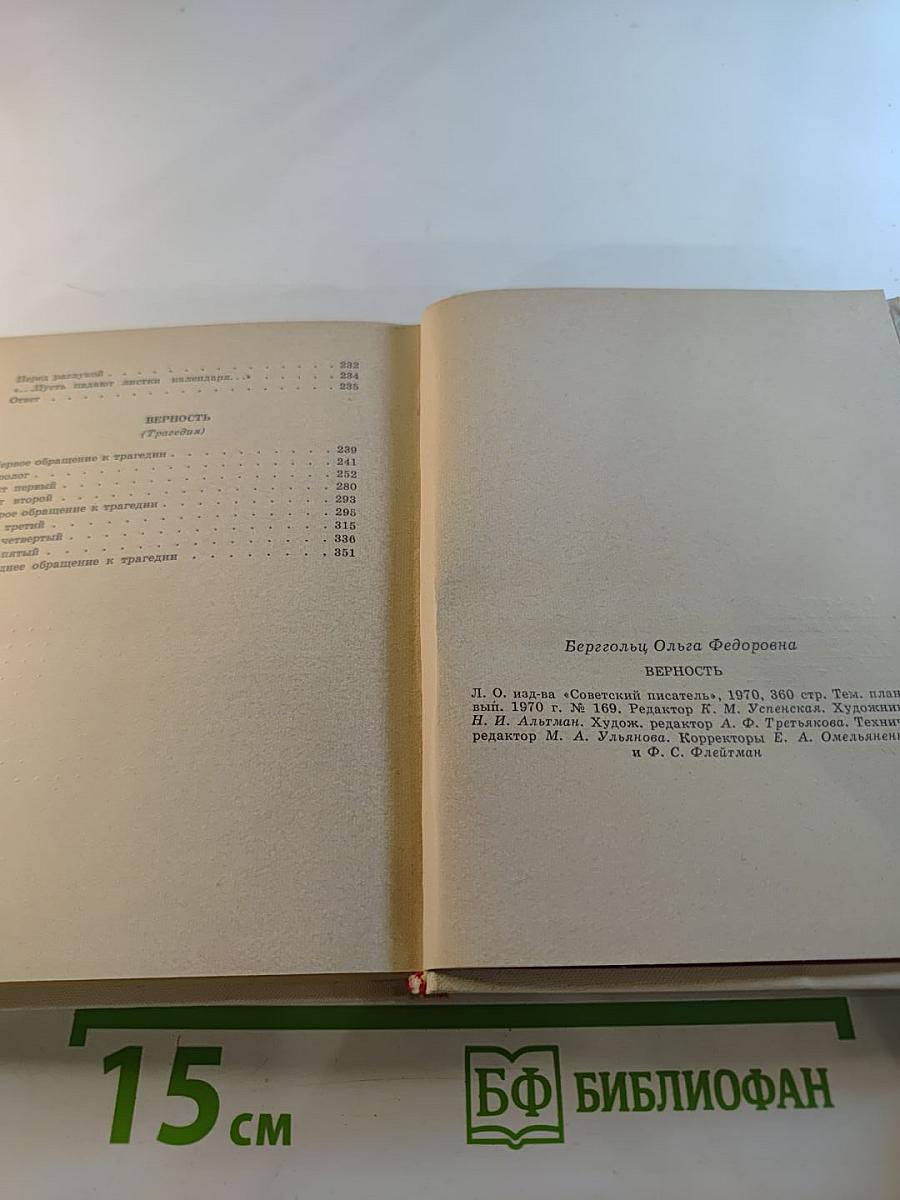 Перед разлукой . . . . . . . . . . . . . 232
«...Пусть падают листки календаря...» . . . . . 234
Ответ . . . . . . . . . . . . . . . . 235
ВЕРНОСТЬ
(Трагедия)
ервое обращение к трагедии . . . . . . . . . 239
олог . . . . . . . . . . . . . . . . 241
т первый . . . . . . . . . . . . . . 252
т второй . . . . . . . . . . . . . . 280
рое обращение к трагедии . . . . . . . . . 293
третий . . . . . . . . . . . . . . . 295
четвертый . . . . . . . . . . . . . . 315
пятый . . . . . . . . . . . . . . . 336
днее обращение к трагедии . . . . . . . . . 351
Берггольц Ольга Федоровна
ВЕРНОСТЬ
Л. О. изд-ва «Советский писатель», 1970, 360 стр. Тем. план
вып. 1970 г. № 169. Редактор К. М. Успенская. Художник
Н. И. Альтман. Худож. редактор А. Ф. Третьякова. Технич.
редактор М. А. Ульянова. Корректоры Е. А. Омельяненк
и Ф. С. Флейтман
15 см
БФ БИБЛИОФАН